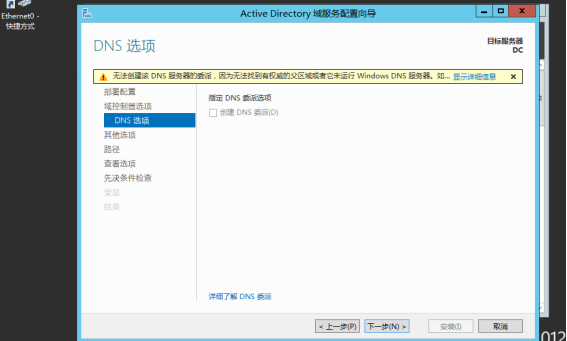 Ethernet0 -
快捷方式
Active Directory 域服务配置向导
DNS 选项
目标服务器
DC
无法创建该 DNS 服务器的委派，因为无法找到有权威的父区域或者它未运行 Windows DNS 服务器。如... 显示详细信息
部署配置
域控制器选项
DNS 选项
其他选项
路径
查看选项
先决条件检查
安装
结果
指定 DNS 委派选项
创建 DNS 委派(D)
详细了解 DNS 委派
< 上一步(P)
下一步(N) >
安装(I)
取消
012